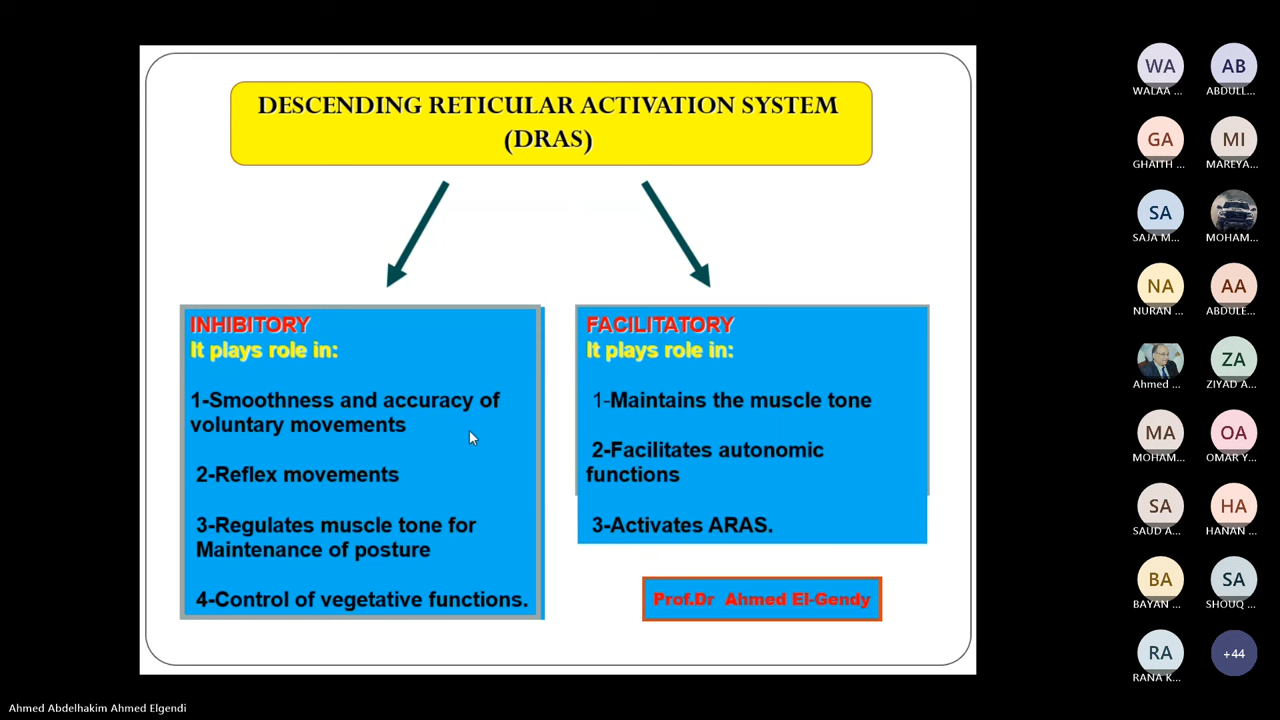 DESCENDING RETICULAR ACTIVATION SYSTEM
(DRAS)
INHIBITORY
It plays role in:
1-Smoothness and accuracy of
voluntary movements
2-Reflex movements
3-Regulates muscle tone for
Maintenance of posture
4-Control of vegetative functions.
FACILITATORY
It plays role in:
1-Maintains the muscle tone
2-Facilitates autonomic
functions
3-Activates ARAS.
Prof.Dr Ahmed El-Gendy
WA
WALAA ...
AB
ABDULL...
GA
GHAITH ...
MI
MAREYA...
SA
SAJA M...
MOHAM...
NA
NURAN ...
AA
ABDULE...
Ahmed ...
ZA
ZIYAD A...
MA
MOHAM...
OA
OMAR Y...
SA
SAUD A...
HA
HANAN ...
BA
BAYAN ...
SA
SHOUQ ...
RA
RANA K...
+44
Ahmed Abdelhakim Ahmed Elgendi